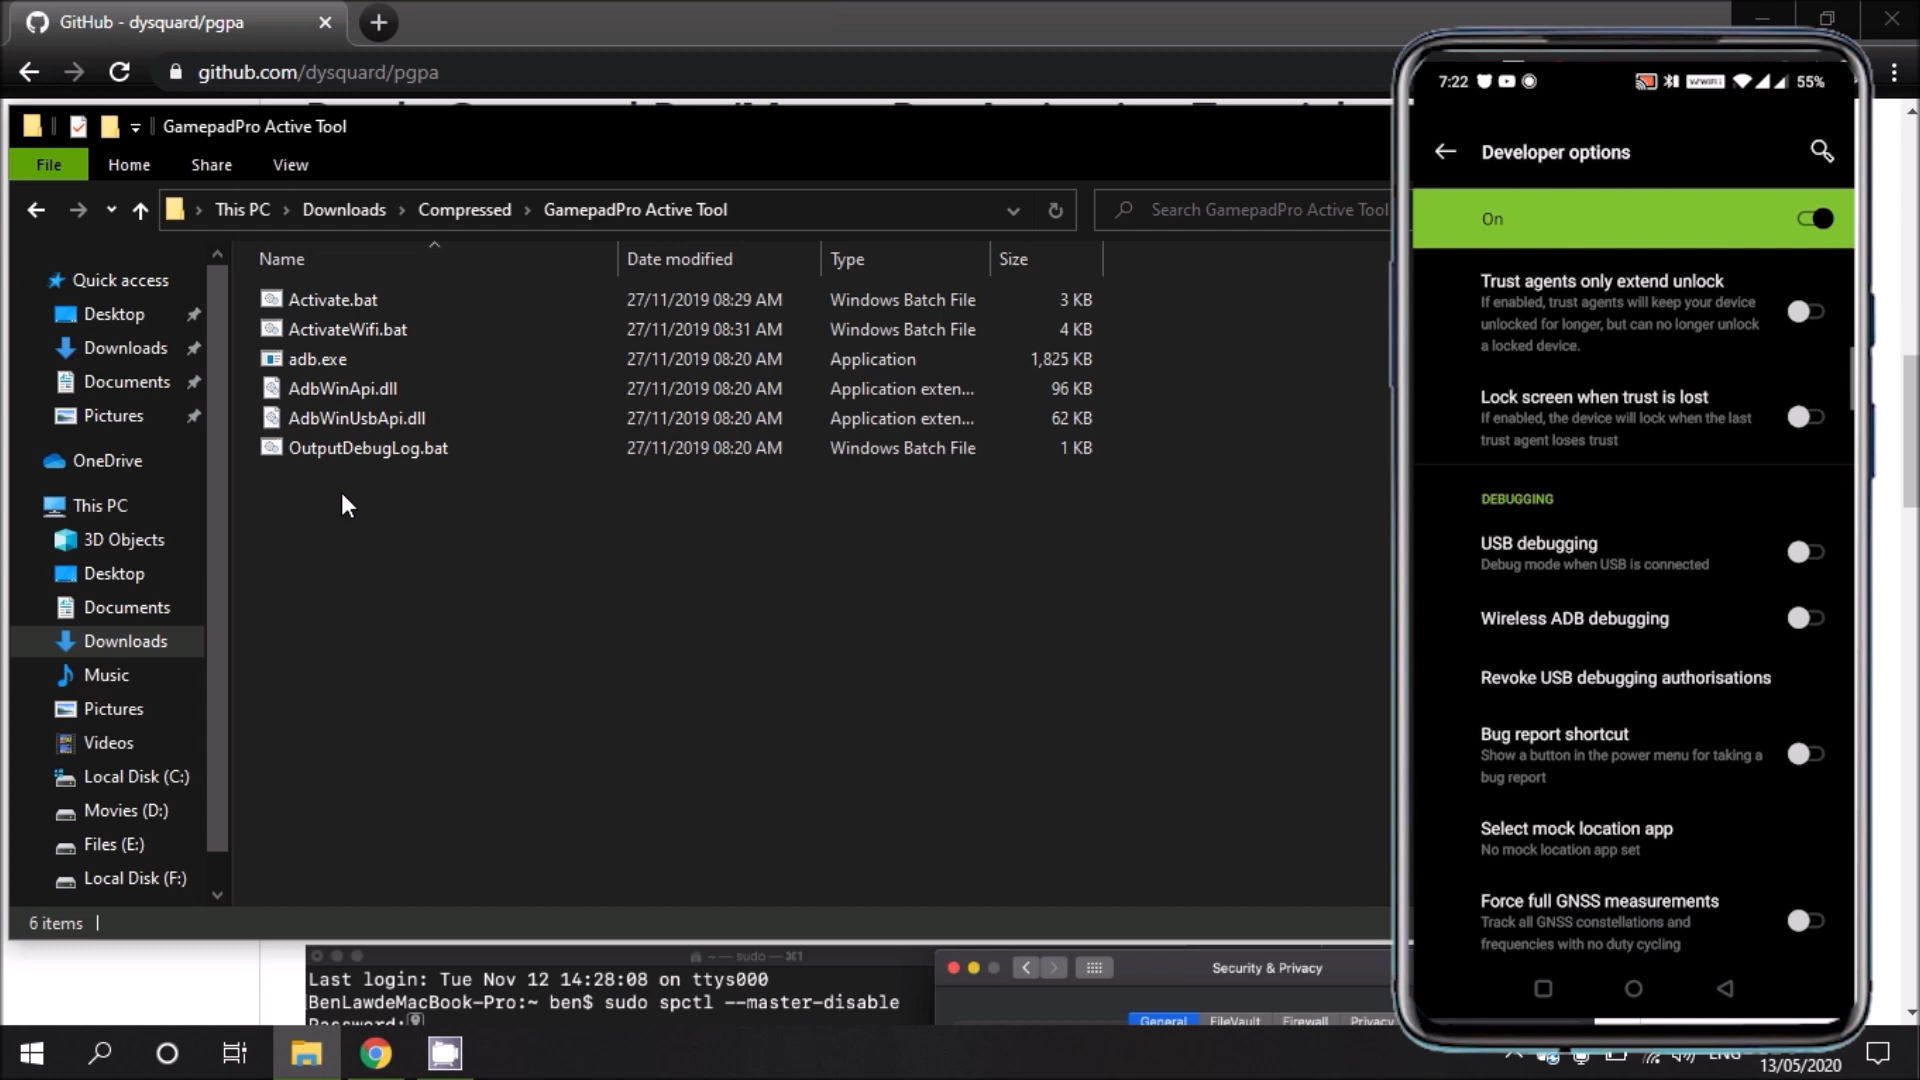 GitHub - dysquard/pgpa
github.com/dysquard/pgpa
GamepadPro Active Tool
File
Home
Share
View
This PC
Downloads
Compressed
GamepadPro Active Tool
Search GamepadPro Active Tool
Name
Date modified
Type
Size
Activate.bat 27/11/2019 08:29 AM Windows Batch File 3 KB
ActivateWifi.bat 27/11/2019 08:31 AM Windows Batch File 4 KB
adb.exe 27/11/2019 08:20 AM Application 1,825 KB
AdbWinApi.dll 27/11/2019 08:20 AM Application exten... 96 KB
AdbWinUsbApi.dll 27/11/2019 08:20 AM Application exten... 62 KB
OutputDebugLog.bat 27/11/2019 08:20 AM Windows Batch File 1 KB
Quick access
Desktop
Downloads
Documents
Pictures
OneDrive
This PC
3D Objects
Desktop
Documents
Downloads
Music
Pictures
Videos
Local Disk (C:)
Movies (D:)
Files (E:)
Local Disk (F:)
6 items
~ — sudo — ⌘1
Last login: Tue Nov 12 14:28:08 on ttys000
BenLawdeMacBook-Pro:~ ben$ sudo spctl --master-disable
Password:
Security & Privacy
General
FileVault
Firewall
Privacy
7:22
55%
Developer options
On
Trust agents only extend unlock
If enabled, trust agents will keep your device
unlocked for longer, but can no longer unlock
a locked device.
Lock screen when trust is lost
If enabled, the device will lock when the last
trust agent loses trust
DEBUGGING
USB debugging
Debug mode when USB is connected
Wireless ADB debugging
Revoke USB debugging authorisations
Bug report shortcut
Show a button in the power menu for taking a
bug report
Select mock location app
No mock location app set
Force full GNSS measurements
Track all GNSS constellations and
frequencies with no duty cycling
ENG
13/05/2020